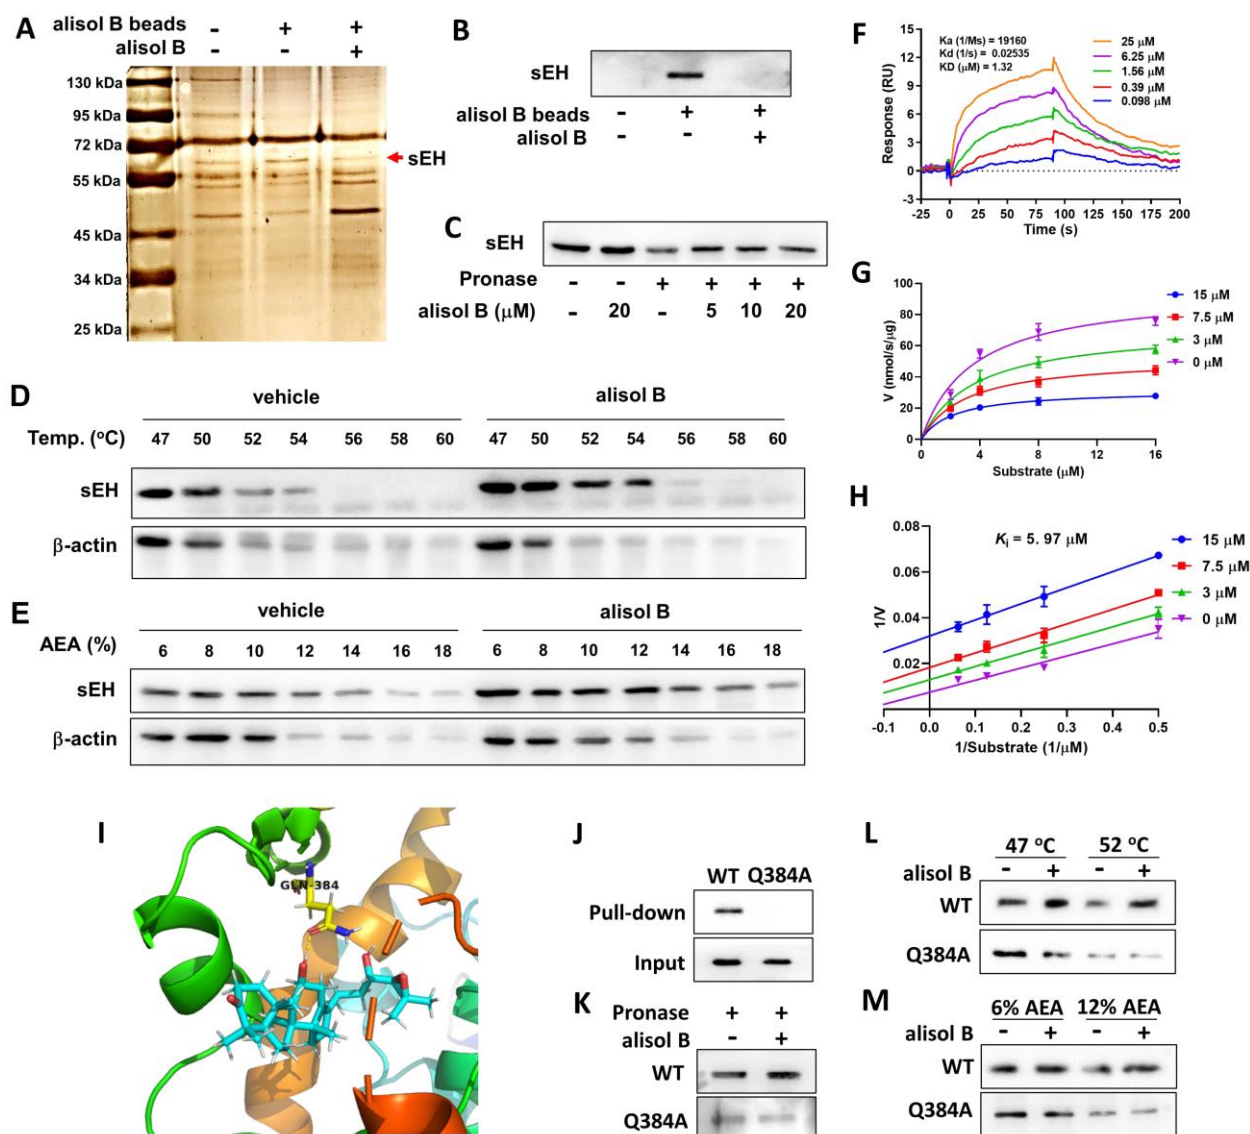 A
alisol B beads - + +
alisol B - - +
130 kDa
95 kDa
72 kDa
55 kDa
45 kDa
34 kDa
25 kDa
sEH
B
sEH
alisol B beads - + +
alisol B - - +
C
sEH
Pronase - - + + + +
alisol B (μM) - 20 - 5 10 20
D
vehicle alisol B
Temp. (°C) 47 50 52 54 56 58 60 47 50 52 54 56 58 60
sEH
β-actin
E
vehicle alisol B
AEA (%) 6 8 10 12 14 16 18 6 8 10 12 14 16 18
sEH
β-actin
F
Ka (1/Ms) = 19160
Kd (1/s) = 0.02535
KD (μM) = 1.32
25 μM
6.25 μM
1.56 μM
0.39 μM
0.098 μM
Response (RU)
15
12
9
6
3
0
-3
-25 0 25 50 75 100 125 150 175 200
Time (s)
G
V (nmol/s/μg)
100
80
60
40
20
0
0 4 8 12 16
Substrate (μM)
15 μM
7.5 μM
3 μM
0 μM
H
Ki = 5. 97 μM
1/V
0.08
0.06
0.04
0.02
-0.1 0.0 0.1 0.2 0.3 0.4 0.5
1/Substrate (1/μM)
15 μM
7.5 μM
3 μM
0 μM
I
GLN-384
J
WT Q384A
Pull-down
Input
K
Pronase + +
alisol B - +
WT
Q384A
L
47 °C 52 °C
alisol B - + - +
WT
Q384A
M
6% AEA 12% AEA
alisol B - + - +
WT
Q384A